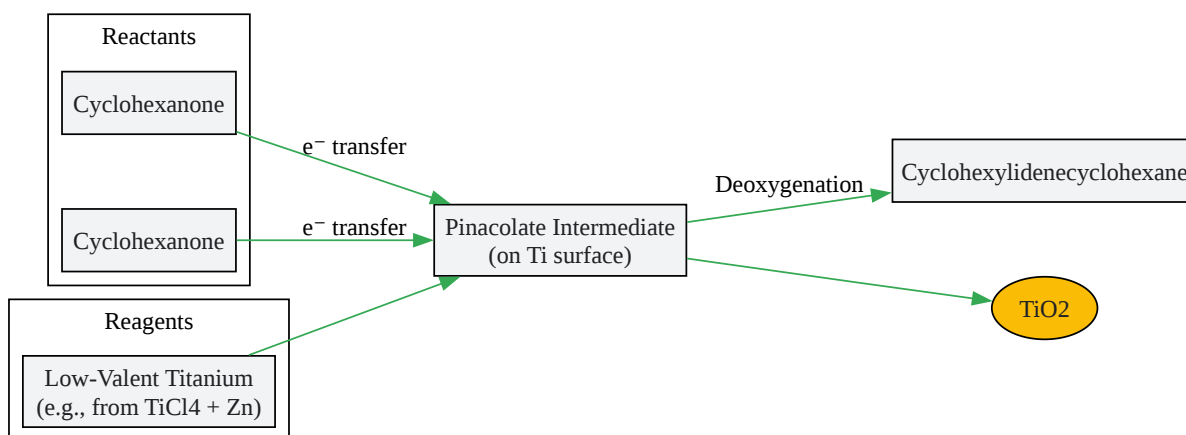 Reactants
Cyclohexanone
e⁻ transfer
Cyclohexanone
e⁻ transfer
Reagents
Low-Valent Titanium
(e.g., from TiCl4 + Zn)
Pinacolate Intermediate
(on Ti surface)
Deoxygenation
Cyclohexylidenecyclohexane
TiO2